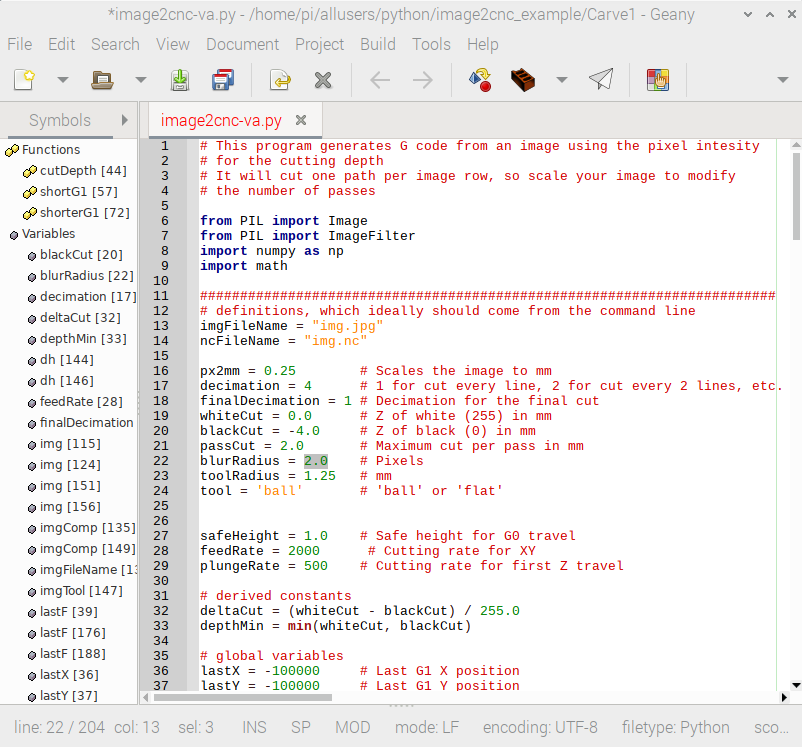 *image2cnc-va.py - /home/pi/allusers/python/image2cnc_example/Carve1 - Geany
File Edit Search View Document Project Build Tools Help
Symbols
image2cnc-va.py
Functions
cutDepth [44]
shortG1 [57]
shorterG1 [72]
Variables
blackCut [20]
blurRadius [22]
decimation [17]
deltaCut [32]
depthMin [33]
dh [144]
dh [146]
feedRate [28]
finalDecimation
img [115]
img [124]
img [151]
img [156]
imgComp [135]
imgComp [149]
imgFileName [13
imgTool [147]
lastF [39]
lastF [176]
lastF [188]
lastX [36]
lastY [37]
1 # This program generates G code from an image using the pixel intesity
2 # for the cutting depth
3 # It will cut one path per image row, so scale your image to modify
4 # the number of passes
5
6 from PIL import Image
7 from PIL import ImageFilter
8 import numpy as np
9 import math
10
11 ########################################################################
12 # definitions, which ideally should come from the command line
13 imgFileName = "img.jpg"
14 ncFileName = "img.nc"
15
16 px2mm = 0.25 # Scales the image to mm
17 decimation = 4 # 1 for cut every line, 2 for cut every 2 lines, etc.
18 finalDecimation = 1 # Decimation for the final cut
19 whiteCut = 0.0 # Z of white (255) in mm
20 blackCut = -4.0 # Z of black (0) in mm
21 passCut = 2.0 # Maximum cut per pass in mm
22 blurRadius = 2.0 # Pixels
23 toolRadius = 1.25 # mm
24 tool = 'ball' # 'ball' or 'flat'
25
26
27 safeHeight = 1.0 # Safe height for G0 travel
28 feedRate = 2000 # Cutting rate for XY
29 plungeRate = 500 # Cutting rate for first Z travel
30
31 # derived constants
32 deltaCut = (whiteCut - blackCut) / 255.0
33 depthMin = min(whiteCut, blackCut)
34
35 # global variables
36 lastX = -100000 # Last G1 X position
37 lastY = -100000 # Last G1 Y position
line: 22 / 204 col: 13 sel: 3 INS SP MOD mode: LF encoding: UTF-8 filetype: Python sco...